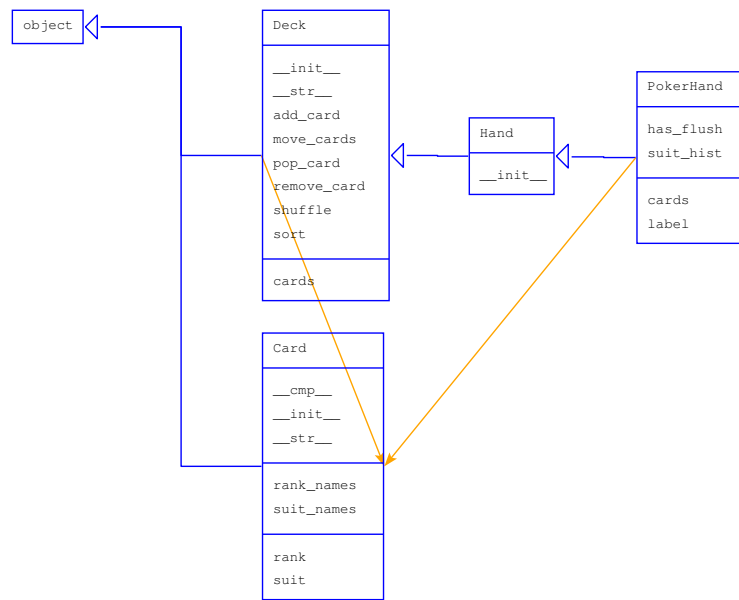 object
Deck
__init__
__str__
add_card
move_cards
pop_card
remove_card
shuffle
sort
cards
Hand
__init__
PokerHand
has_flush
suit_hist
cards
label
Card
__cmp__
__init__
__str__
rank_names
suit_names
rank
suit